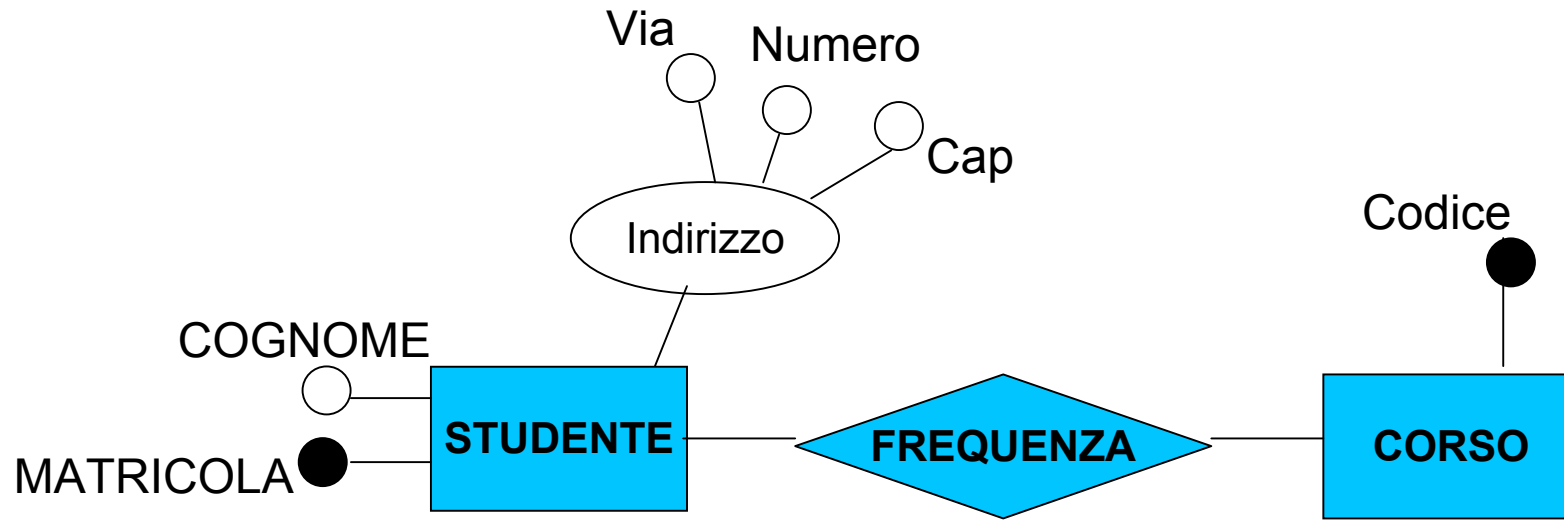 Via
Numero
Cap
Indirizzo
Codice
COGNOME
MATRICOLA
STUDENTE
FREQUENZA
CORSO